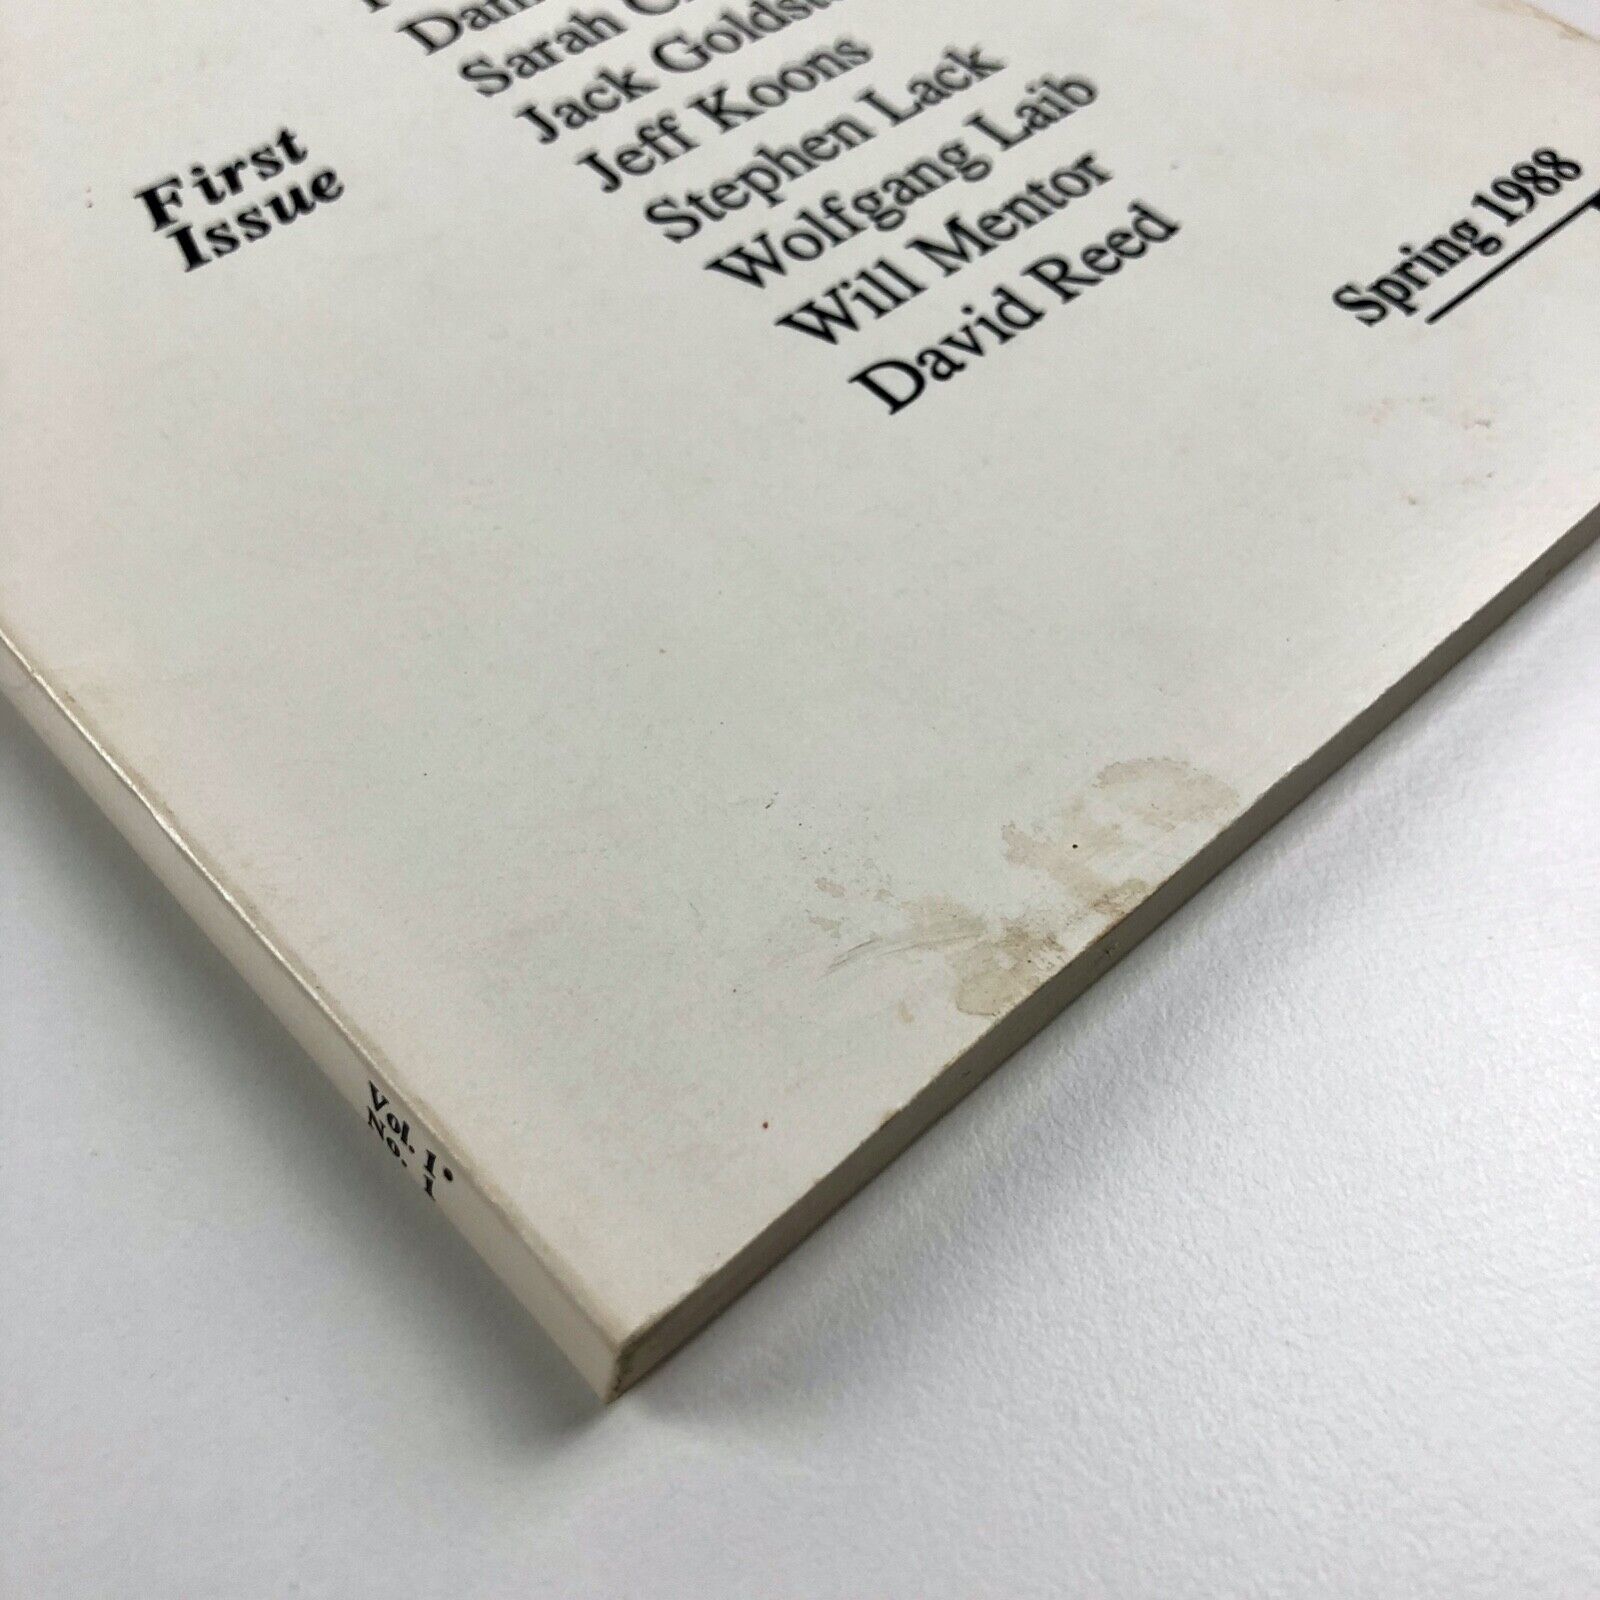 Sarah
Jack
Jeff Koons
Stephen Lack
Wolfgang Laib
Will Mentor
David Reed
First
Issue
Spring 1988
Vol. 1•
No. 1